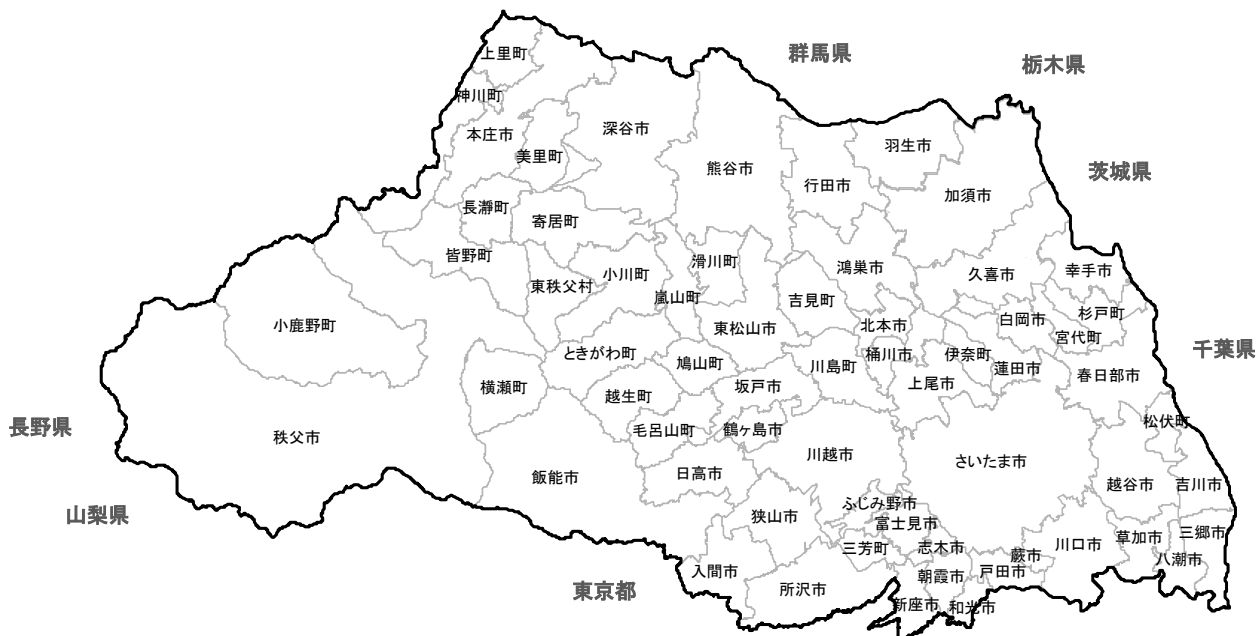 上里町
群馬県
栃木県
神川町
本庄市
深谷市
羽生市
美里町
熊谷市
行田市
茨城県
加須市
長瀞町
寄居町
皆野町
小川町
滑川町
鴻巣市
久喜市
幸手市
東秩父村
嵐山町
吉見町
小鹿野町
東松山市
北本市
白岡市
杉戸町
宮代町
千葉県
ときがわ町
鳩山町
川島町
桶川市
伊奈町
蓮田市
春日部市
横瀬町
越生町
坂戸市
上尾市
長野県
秩父市
毛呂山町
鶴ヶ島市
松伏町
川越市
さいたま市
飯能市
日高市
越谷市
吉川市
山梨県
狭山市
ふじみ野市
富士見市
三芳町
志木市
蕨市
川口市
草加市
三郷市
八潮市
入間市
所沢市
朝霞市
戸田市
東京都
新座市
和光市